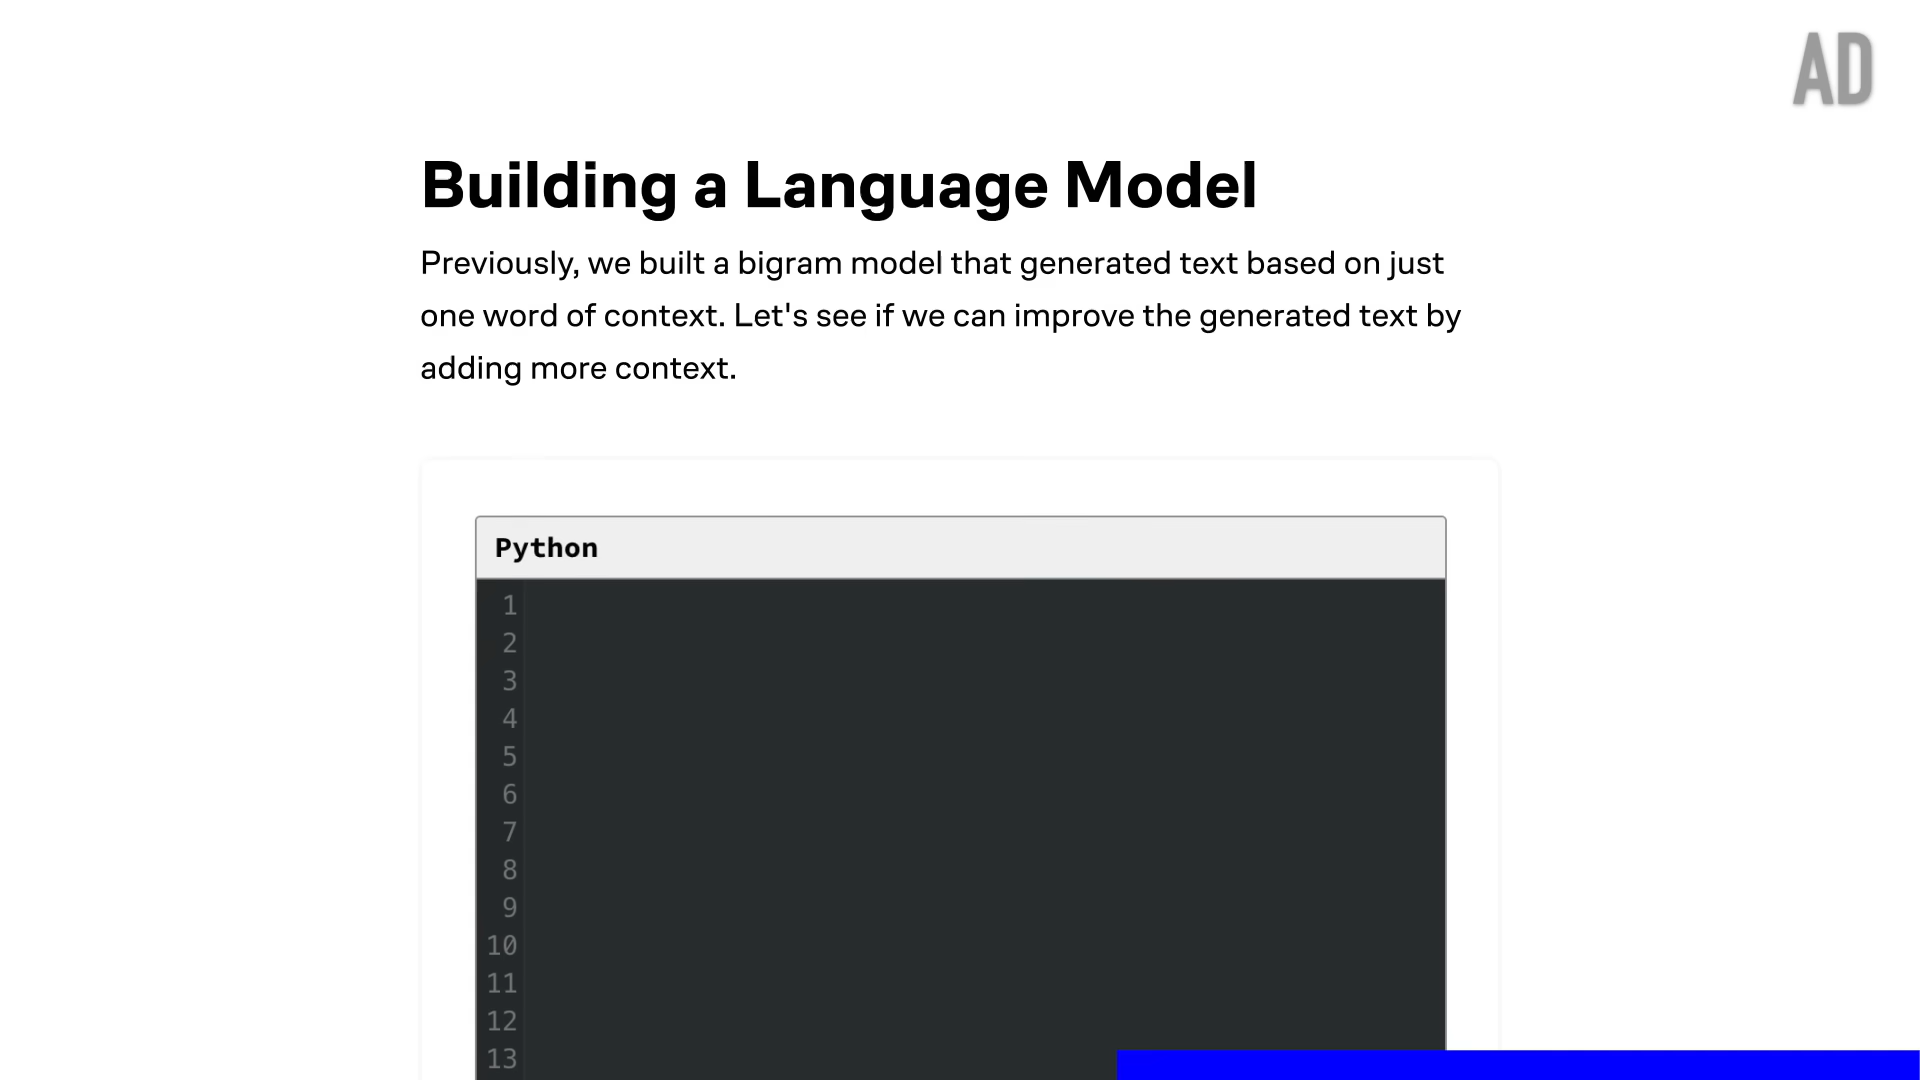 AD
Building a Language Model
Previously, we built a bigram model that generated text based on just
one word of context. Let's see if we can improve the generated text by
adding more context.
Python
1
2
3
4
5
6
7
8
9
10
11
12
13